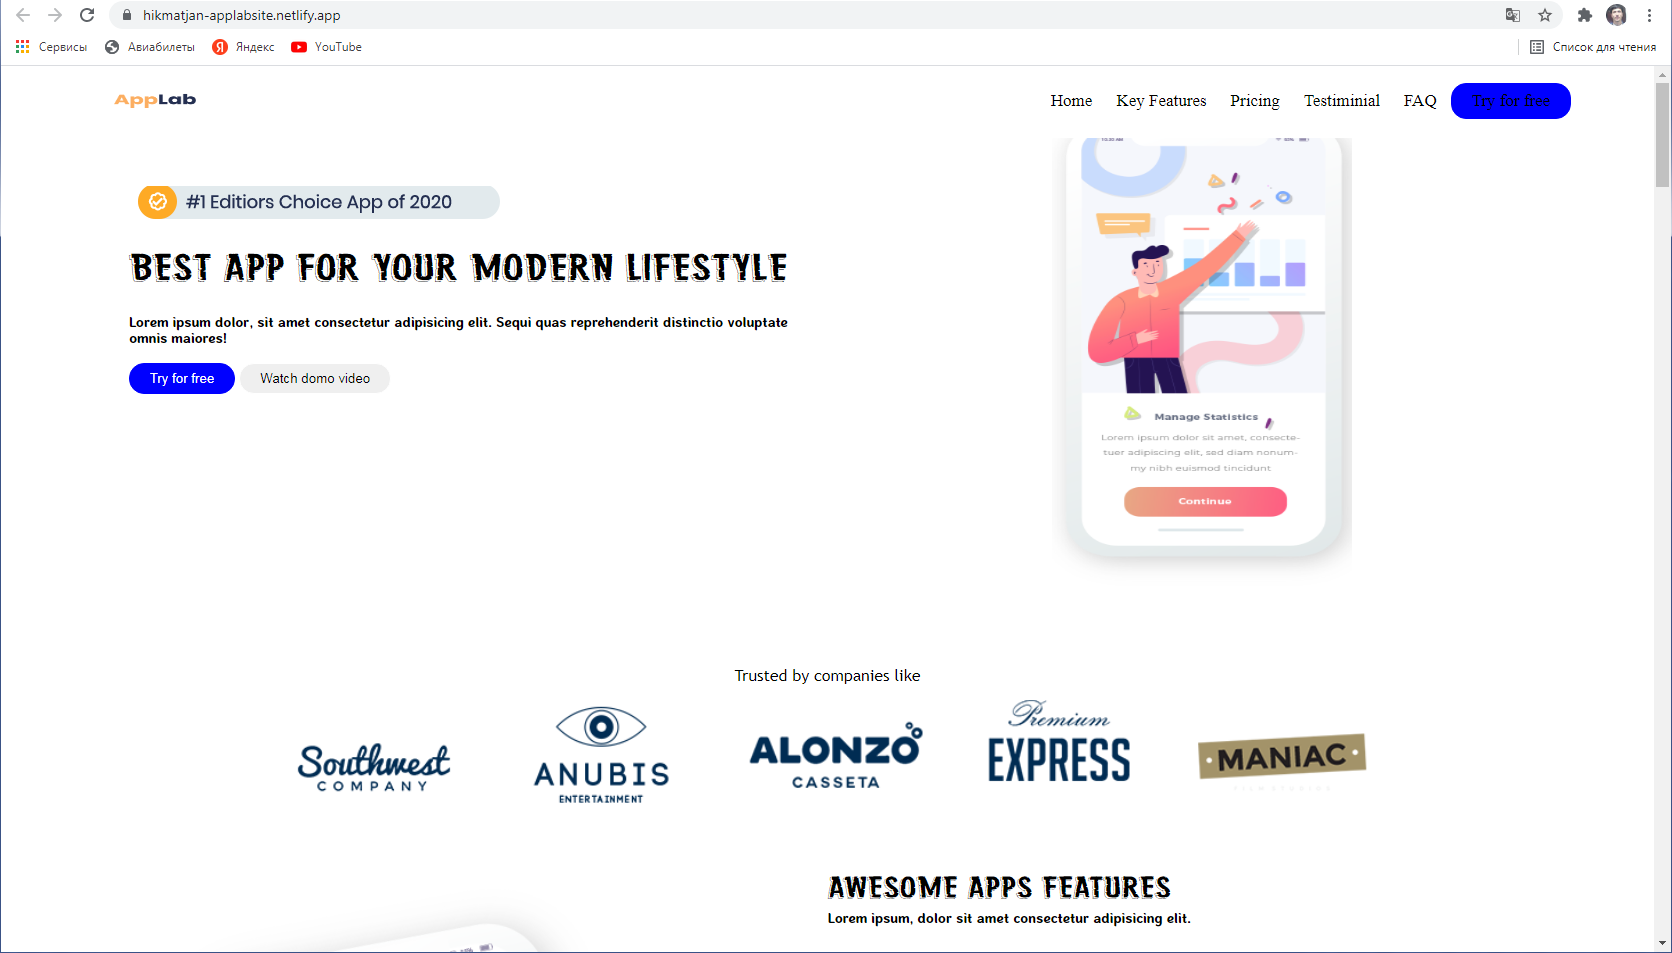 hikmatjan-applabsite.netlify.app
Сервисы
Авиабилеты
Я Яндекс
YouTube
Список для чтения
AppLab
Home
Key Features
Pricing
Testiminial
FAQ
Try for free
#1 Editiors Choice App of 2020
BEST APP FOR YOUR MODERN LIFESTYLE
Lorem ipsum dolor, sit amet consectetur adipisicing elit. Sequi quas reprehenderit distinctio voluptate
omnis maiores!
Try for free
Watch domo video
Manage Statistics
Lorem ipsum dolor sit amet, consecte-
tuer adipiscing elit, sed diam nonum-
my nibh euismod tincidunt
Continue
Trusted by companies like
Southwest
COMPANY
ANUBIS
ENTERTAINMENT
ALONZO
CASSETA
Premium
EXPRESS
MANIAC
AWESOME APPS FEATURES
Lorem ipsum, dolor sit amet consectetur adipisicing elit.